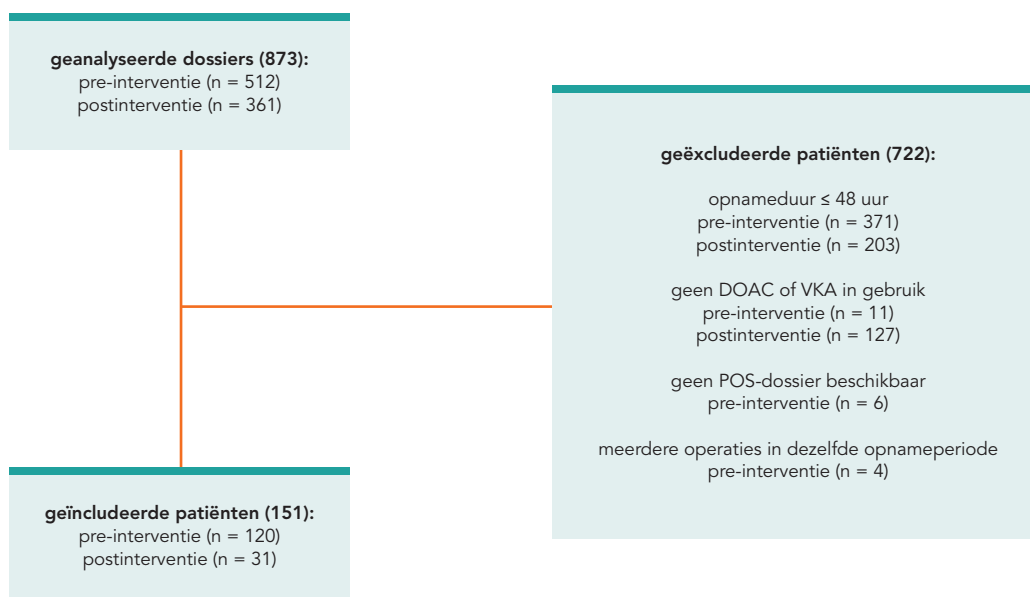 geanalyseerde dossiers (873):
pre-interventie (n = 512)
postinterventie (n = 361)
geëxcludeerde patiënten (722):
opnameduur ≤ 48 uur
pre-interventie (n = 371)
postinterventie (n = 203)
geen DOAC of VKA in gebruik
pre-interventie (n = 11)
postinterventie (n = 127)
geen POS-dossier beschikbaar
pre-interventie (n = 6)
meerdere operaties in dezelfde opnameperiode
pre-interventie (n = 4)
geïncludeerde patiënten (151):
pre-interventie (n = 120)
postinterventie (n = 31)